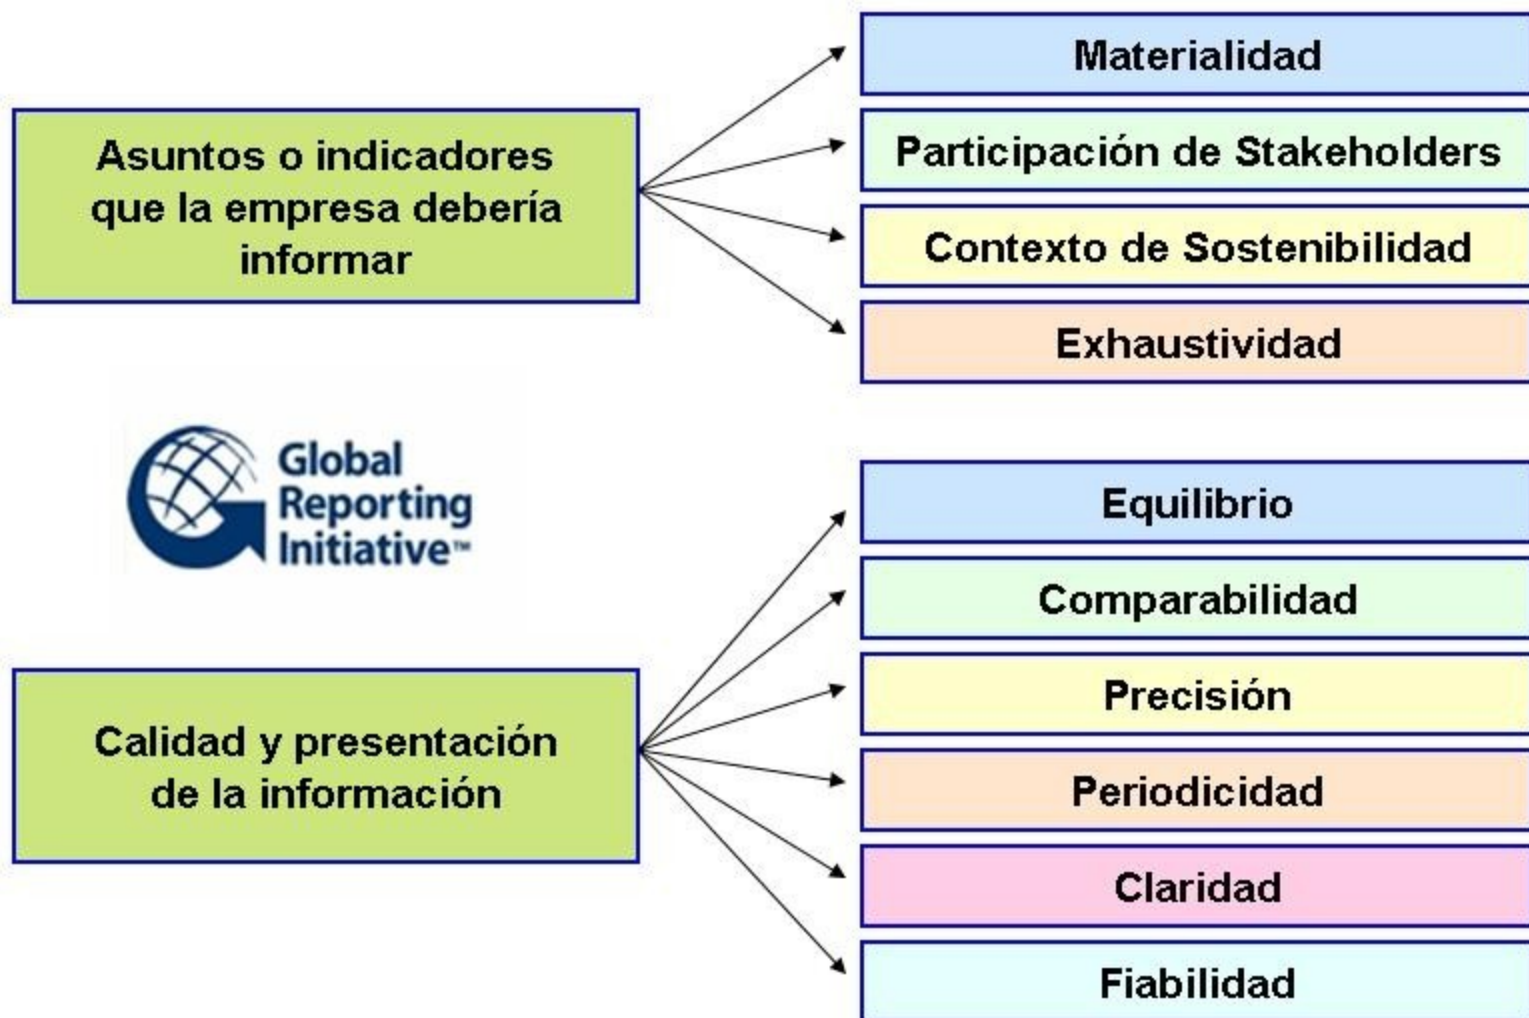 Asuntos o indicadores
que la empresa debería
informar
Materialidad
Participación de Stakeholders
Contexto de Sostenibilidad
Exhaustividad
Global
Reporting
Initiative™
Calidad y presentación
de la información
Equilibrio
Comparabilidad
Precisión
Periodicidad
Claridad
Fiabilidad